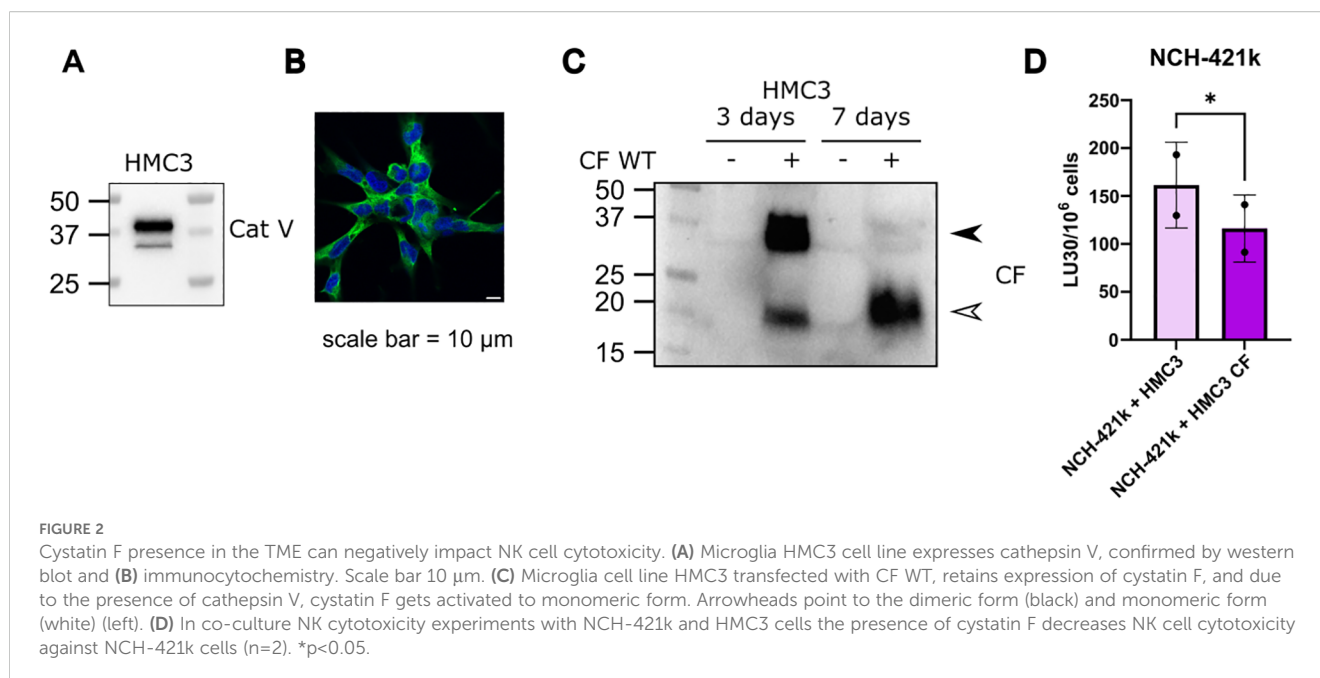 A
HMC3
50
37
25
Cat V
B
scale bar = 10 µm
C
HMC3
3 days 7 days
CF WT - + - +
50
37
25
20
15
CF
D
NCH-421k
*
250
200
150
100
50
0
LU30/10⁶ cells
NCH-421k + HMC3
NCH-421k + HMC3 CF
FIGURE 2
Cystatin F presence in the TME can negatively impact NK cell cytotoxicity. (A) Microglia HMC3 cell line expresses cathepsin V, confirmed by western
blot and (B) immunocytochemistry. Scale bar 10 μm. (C) Microglia cell line HMC3 transfected with CF WT, retains expression of cystatin F, and due
to the presence of cathepsin V, cystatin F gets activated to monomeric form. Arrowheads point to the dimeric form (black) and monomeric form
(white) (left). (D) In co-culture NK cytotoxicity experiments with NCH-421k and HMC3 cells the presence of cystatin F decreases NK cell cytotoxicity
against NCH-421k cells (n=2). *p<0.05.